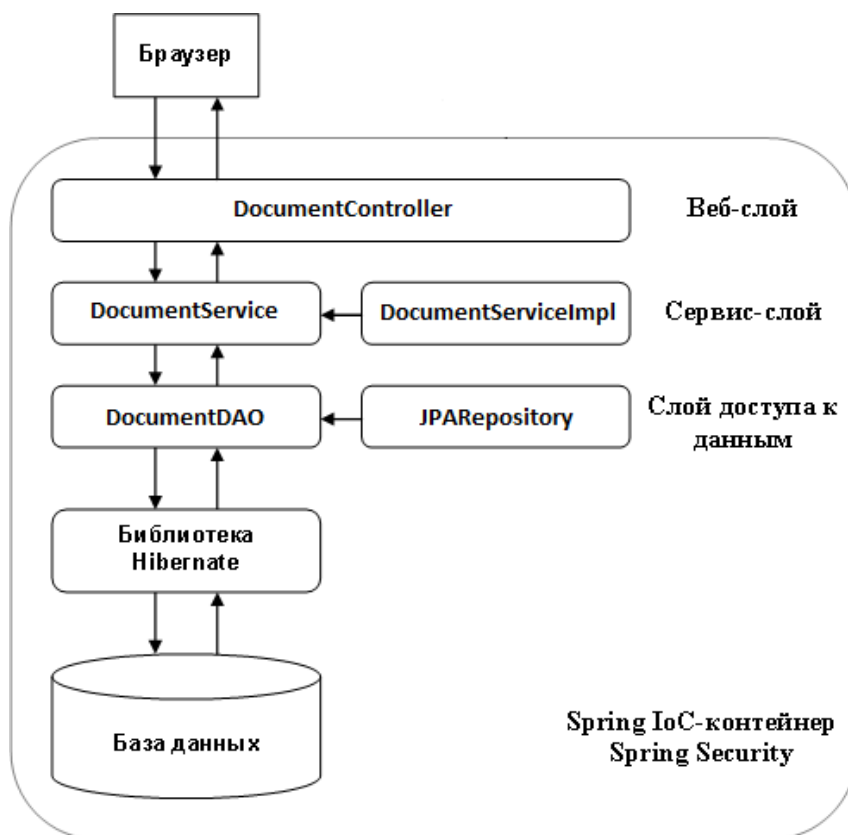 Браузер
DocumentController
Веб-слой
DocumentService
DocumentServiceImpl
Сервис-слой
DocumentDAO
JPARepository
Слой доступа к
данным
Библиотека
Hibernate
База данных
Spring IoC-контейнер
Spring Security